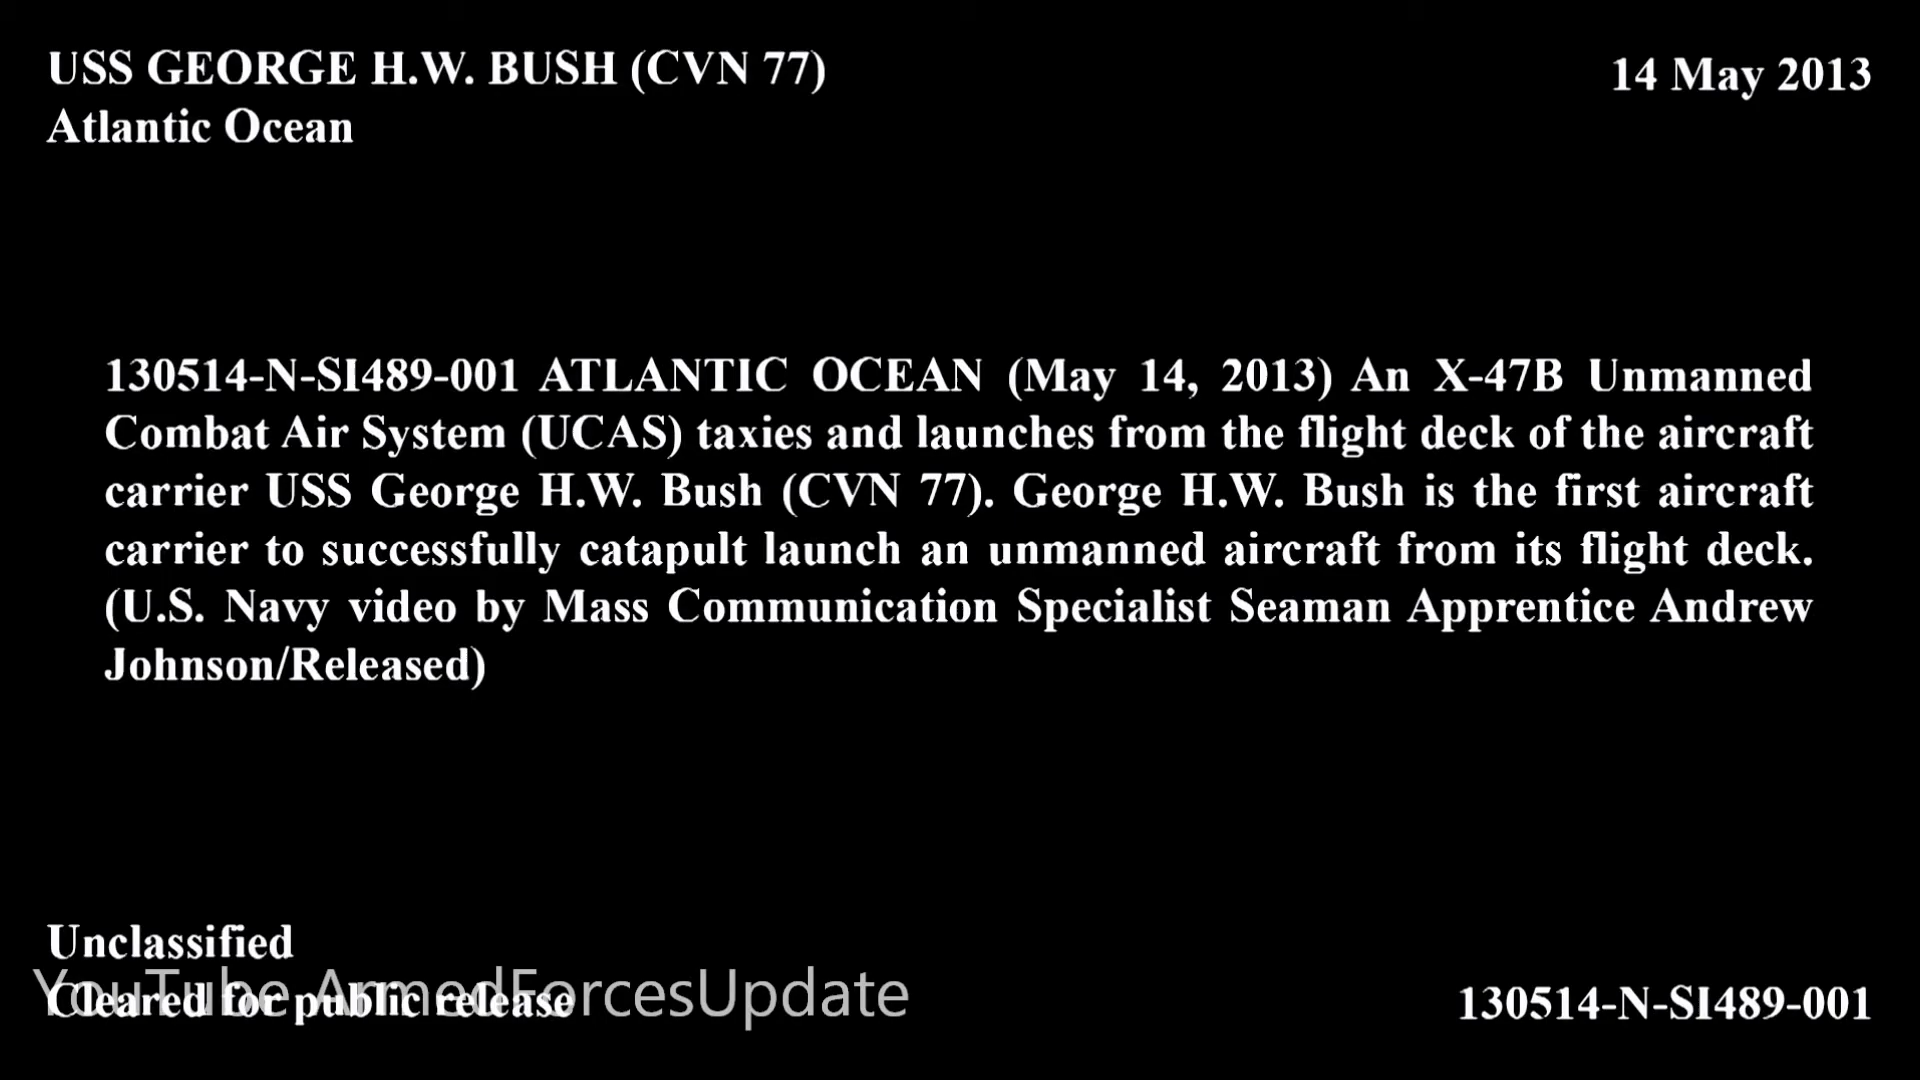 USS GEORGE H.W. BUSH (CVN 77)
14 May 2013
Atlantic Ocean
130514-N-SI489-001 ATLANTIC OCEAN (May 14, 2013) An X-47B Unmanned
Combat Air System (UCAS) taxies and launches from the flight deck of the aircraft
carrier USS George H.W. Bush (CVN 77). George H.W. Bush is the first aircraft
carrier to successfully catapult launch an unmanned aircraft from its flight deck.
(U.S. Navy video by Mass Communication Specialist Seaman Apprentice Andrew
Johnson/Released)
Unclassified
YouTube ArmedForcesUpdate
Cleared for public release
130514-N-SI489-001